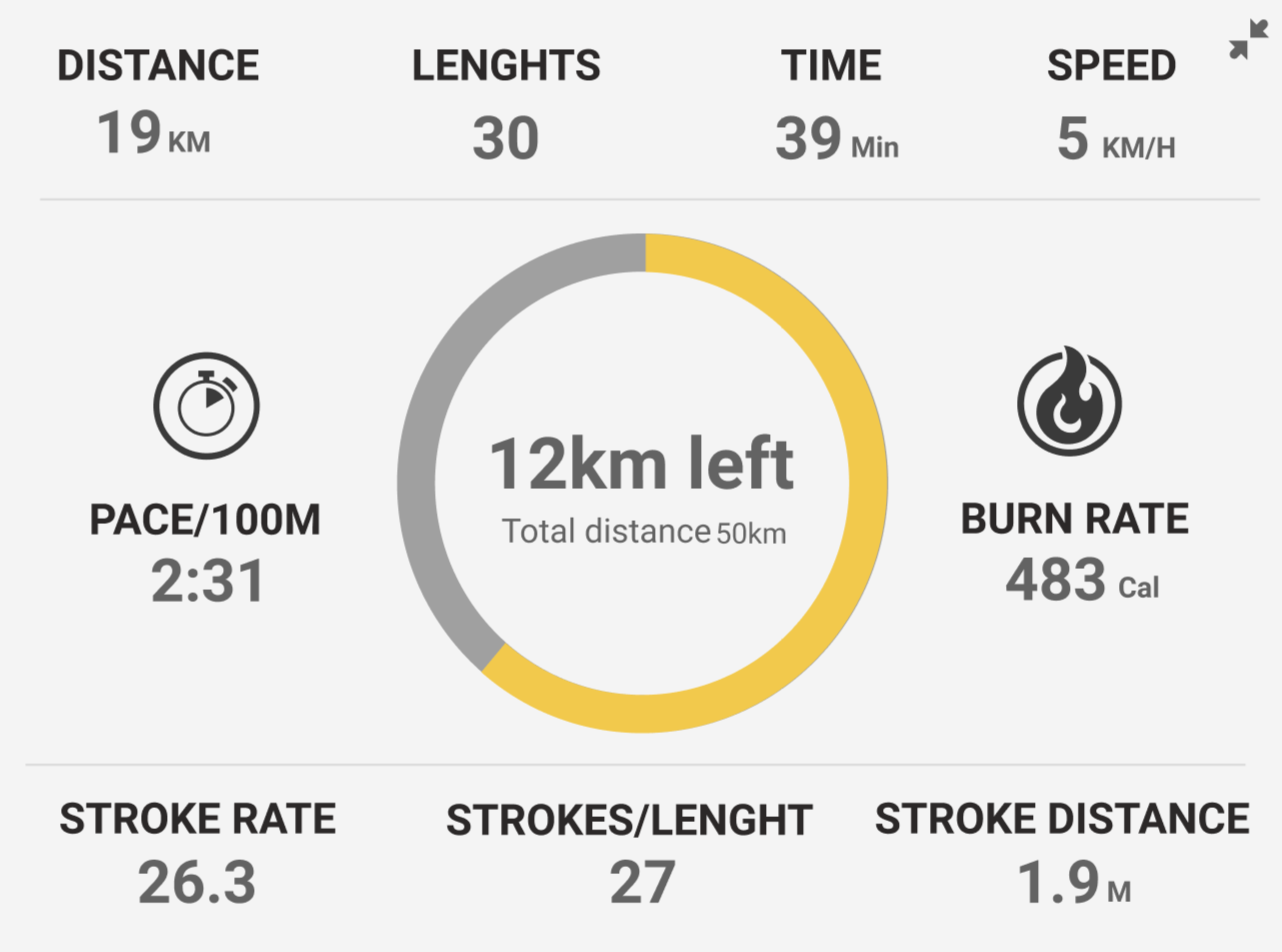 DISTANCE LENGHTS TIME SPEED
19 KM 30 39 Min 5 KM/H
12km left
Total distance 50km
PACE/100M
2:31
BURN RATE
483 Cal
STROKE RATE STROKES/LENGHT STROKE DISTANCE
26.3 27 1.9 M